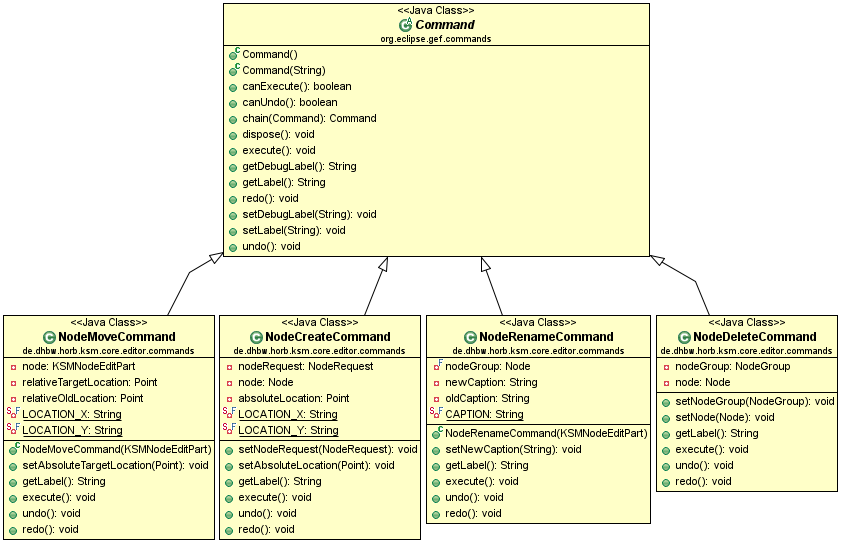 <<Java Class>>
Command
org.eclipse.gef.commands
Command()
Command(String)
canExecute(): boolean
canUndo(): boolean
chain(Command): Command
dispose(): void
execute(): void
getDebugLabel(): String
getLabel(): String
redo(): void
setDebugLabel(String): void
setLabel(String): void
undo(): void
<<Java Class>>
NodeMoveCommand
de.dhbw.horb.ksm.core.editor.commands
node: KSMNodeEditPart
relativeTargetLocation: Point
relativeOldLocation: Point
LOCATION_X: String
LOCATION_Y: String
NodeMoveCommand(KSMNodeEditPart)
setAbsoluteTargetLocation(Point): void
getLabel(): String
execute(): void
undo(): void
redo(): void
<<Java Class>>
NodeCreateCommand
de.dhbw.horb.ksm.core.editor.commands
nodeRequest: NodeRequest
node: Node
absoluteLocation: Point
LOCATION_X: String
LOCATION_Y: String
setNodeRequest(NodeRequest): void
setAbsoluteLocation(Point): void
getLabel(): String
execute(): void
undo(): void
redo(): void
<<Java Class>>
NodeRenameCommand
de.dhbw.horb.ksm.core.editor.commands
nodeGroup: Node
newCaption: String
oldCaption: String
CAPTION: String
NodeRenameCommand(KSMNodeEditPart)
setNewCaption(String): void
getLabel(): String
execute(): void
undo(): void
redo(): void
<<Java Class>>
NodeDeleteCommand
de.dhbw.horb.ksm.core.editor.commands
nodeGroup: NodeGroup
node: Node
setNodeGroup(NodeGroup): void
setNode(Node): void
getLabel(): String
execute(): void
undo(): void
redo(): void